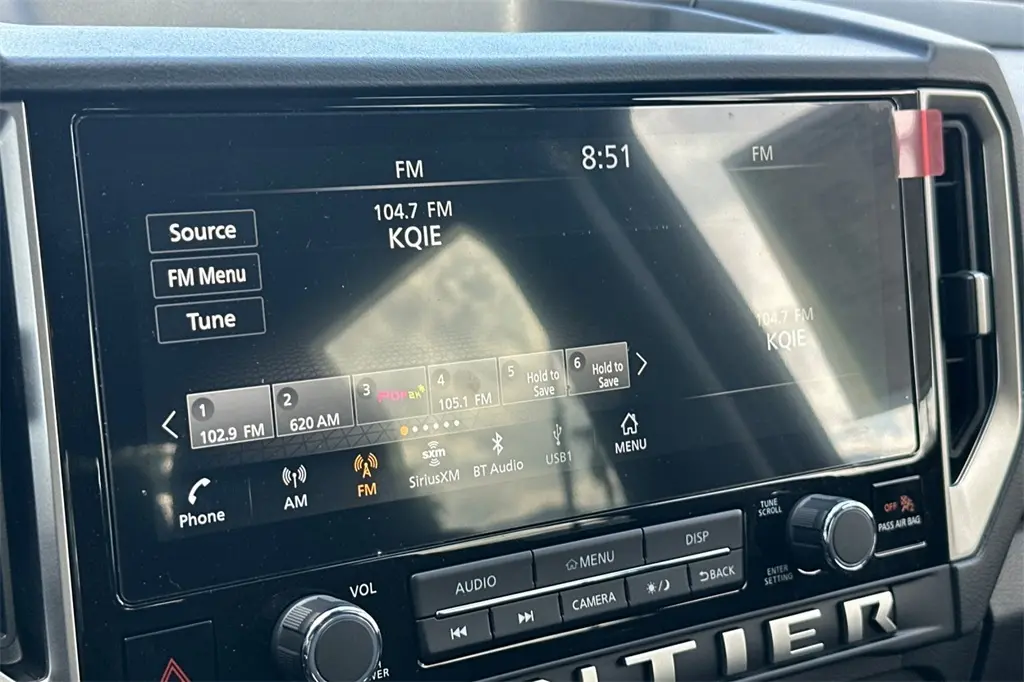 FM
8:51
FM
104.7 FM
KQIE
Source
FM Menu
Tune
104.7 FM
KQIE
1
102.9 FM
2
620 AM
3
4
105.1 FM
5
Hold to
Save
6
Hold to
Save
Phone
AM
FM
sxm
SiriusXM
BT Audio
USB1
MENU
VOL
AUDIO
MENU
DISP
CAMERA
BACK
TUNE
SCROLL
ENTER
SETTING
OFF
PASS AIR BAG
TIER